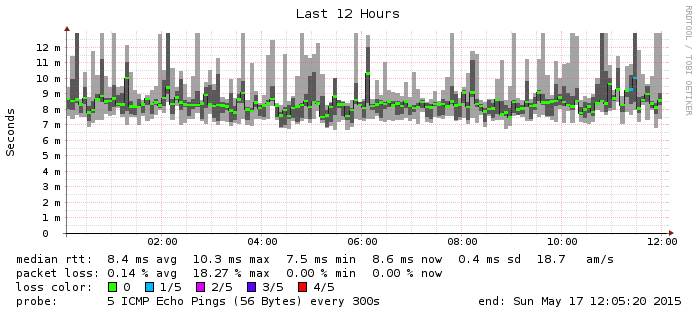 Last 12 Hours
RRDTOOL / TOBI OETIKER
Seconds
12 m
11 m
10 m
9 m
8 m
7 m
6 m
5 m
4 m
3 m
2 m
1 m
0
02:00 04:00 06:00 08:00 10:00 12:00
median rtt: 8.4 ms avg 10.3 ms max 7.5 ms min 8.6 ms now 0.4 ms sd 18.7 am/s
packet loss: 0.14 % avg 18.27 % max 0.00 % min 0.00 % now
loss color: 0 1/5 2/5 3/5 4/5
probe: 5 ICMP Echo Pings (56 Bytes) every 300s end: Sun May 17 12:05:20 2015